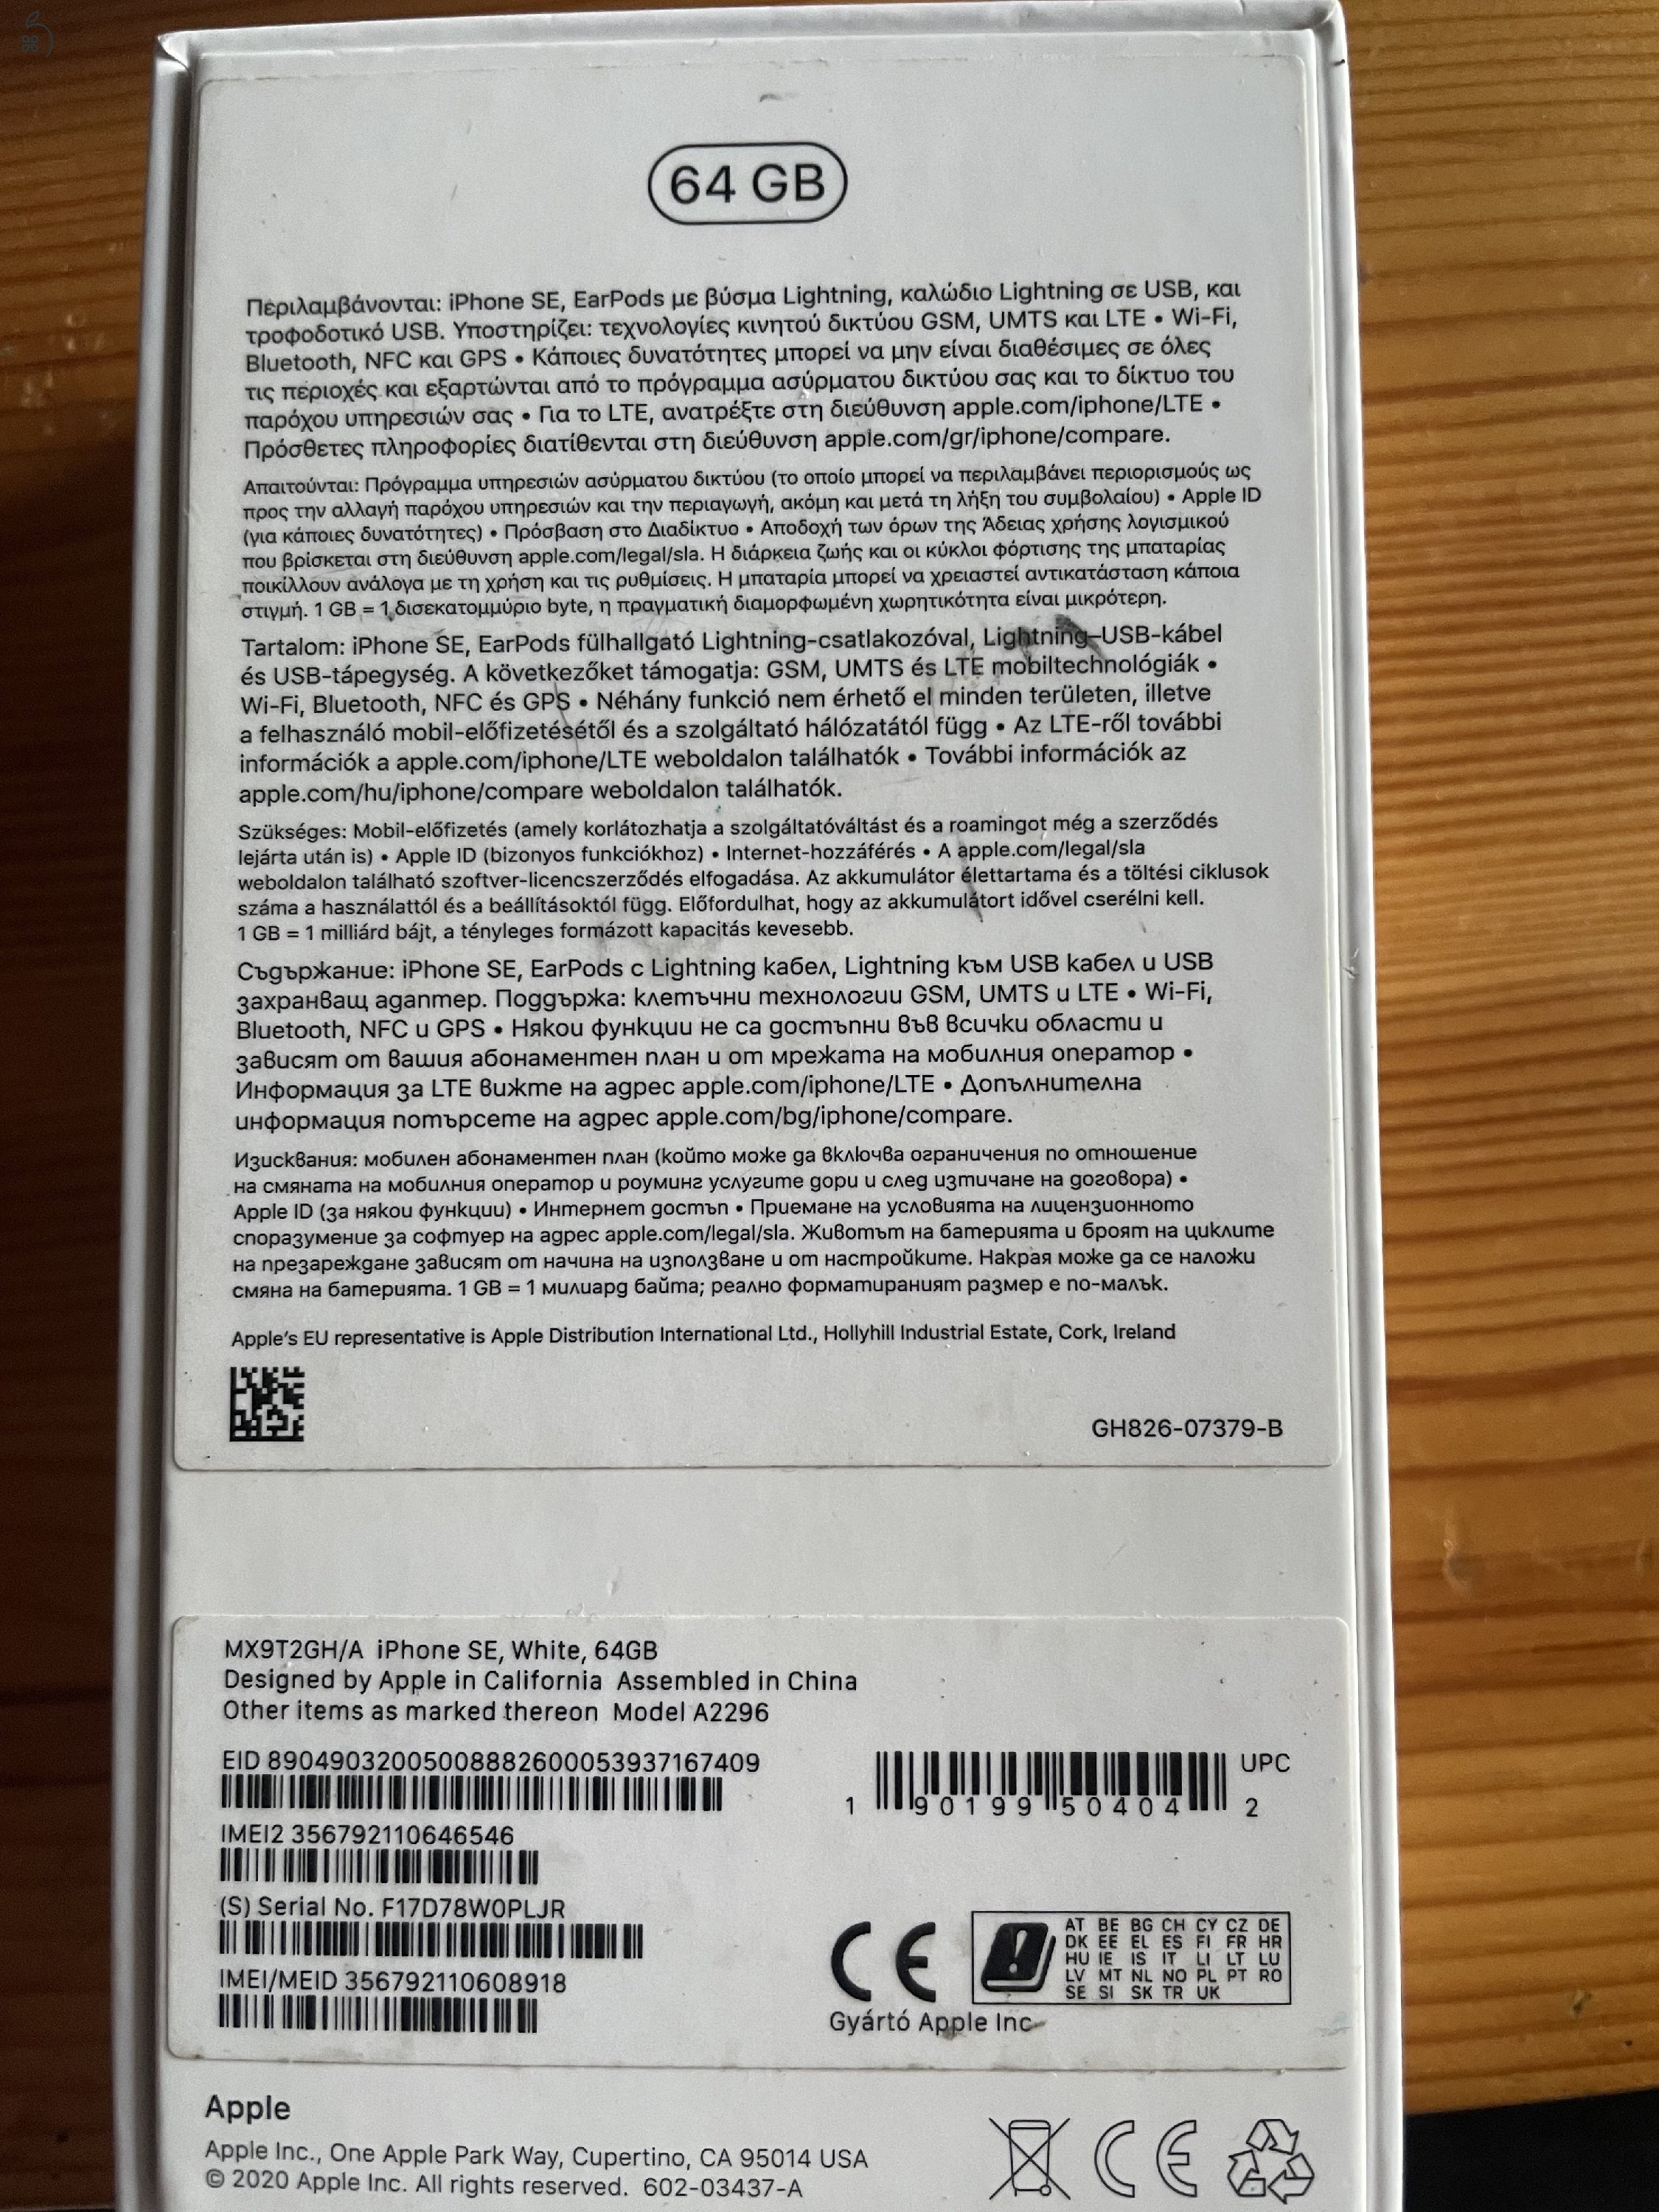 64 GB
Περιλαμβάνονται: iPhone SE, EarPods με βύσμα Lightning, καλώδιο Lightning σε USB, και
τροφοδοτικό USB. Υποστηρίζει: τεχνολογίες κινητού δικτύου GSM, UMTS και LTE • Wi-Fi,
Bluetooth, NFC και GPS • Κάποιες δυνατότητες μπορεί να μην είναι διαθέσιμες σε όλες
τις περιοχές και εξαρτώνται από το πρόγραμμα ασύρματου δικτύου σας και το δίκτυο του
παρόχου υπηρεσιών σας • Για το LTE, ανατρέξτε στη διεύθυνση apple.com/iphone/LTE •
Πρόσθετες πληροφορίες διατίθενται στη διεύθυνση apple.com/gr/iphone/compare.
Απαιτούνται: Πρόγραμμα υπηρεσιών ασύρματου δικτύου (το οποίο μπορεί να περιλαμβάνει περιορισμούς ως
προς την αλλαγή παρόχου υπηρεσιών και την περιαγωγή, ακόμη και μετά τη λήξη του συμβολαίου) • Apple ID
(για κάποιες δυνατότητες) • Πρόσβαση στο Διαδίκτυο • Αποδοχή των όρων της Άδειας χρήσης λογισμικού
που βρίσκεται στη διεύθυνση apple.com/legal/sla. Η διάρκεια ζωής και οι κύκλοι φόρτισης της μπαταρίας
ποικίλλουν ανάλογα με τη χρήση και τις ρυθμίσεις. Η μπαταρία μπορεί να χρειαστεί αντικατάσταση κάποια
στιγμή. 1 GB = 1 δισεκατομμύριο byte, η πραγματική διαμορφωμένη χωρητικότητα είναι μικρότερη.
Tartalom: iPhone SE, EarPods fülhallgató Lightning-csatlakozóval, Lightning–USB-kábel
és USB-tápegység. A következőket támogatja: GSM, UMTS és LTE mobiltechnológiák •
Wi-Fi, Bluetooth, NFC és GPS • Néhány funkció nem érhető el minden területen, illetve
a felhasználó mobil-előfizetésétől és a szolgáltató hálózatától függ • Az LTE-ről további
információk a apple.com/iphone/LTE weboldalon találhatók • További információk az
apple.com/hu/iphone/compare weboldalon találhatók.
Szükséges: Mobil-előfizetés (amely korlátozhatja a szolgáltatóváltást és a roamingot még a szerződés
lejárta után is) • Apple ID (bizonyos funkciókhoz) • Internet-hozzáférés • A apple.com/legal/sla
weboldalon található szoftver-licencszerződés elfogadása. Az akkumulátor élettartama és a töltési ciklusok
száma a használattól és a beállításoktól függ. Előfordulhat, hogy az akkumulátort idővel cserélni kell.
1 GB = 1 milliárd bájt, a tényleges formázott kapacitás kevesebb.
Съдържание: iPhone SE, EarPods с Lightning кабел, Lightning към USB кабел и USB
захранващ адаптер. Поддържа: клетъчни технологии GSM, UMTS и LTE • Wi-Fi,
Bluetooth, NFC и GPS • Някои функции не са достъпни във всички области и
зависят от вашия абонаментен план и от мрежата на мобилния оператор •
Информация за LTE вижте на адрес apple.com/iphone/LTE • Допълнителна
информация потърсете на адрес apple.com/bg/iphone/compare.
Изисквания: мобилен абонаментен план (който може да включва ограничения по отношение
на смяната на мобилния оператор и роуминг услугите дори и след изтичане на договора) •
Apple ID (за някои функции) • Интернет достъп • Приемане на условията на лицензионното
споразумение за софтуер на адрес apple.com/legal/sla. Животът на батерията и броят на циклите
на презареждане зависят от начина на използване и от настройките. Накрая може да се наложи
смяна на батерията. 1 GB = 1 милиард байта; реално форматираният размер е по-малък.
Apple's EU representative is Apple Distribution International Ltd., Hollyhill Industrial Estate, Cork, Ireland
GH826-07379-B
MX9T2GH/A iPhone SE, White, 64GB
Designed by Apple in California Assembled in China
Other items as marked thereon Model A2296
EID 89049032005008882600053937167409
UPC
1 90199 50404 2
IMEI2 356792110646546
(S) Serial No. F17D78W0PLJR
IMEI/MEID 356792110608918
AT BE BG CH CY CZ DE
DK EE EL ES FI FR HR
HU IE IS IT LI LT LU
LV MT NL NO PL PT RO
SE SI SK TR UK
Gyártó Apple Inc
Apple
Apple Inc., One Apple Park Way, Cupertino, CA 95014 USA
© 2020 Apple Inc. All rights reserved. 602-03437-A